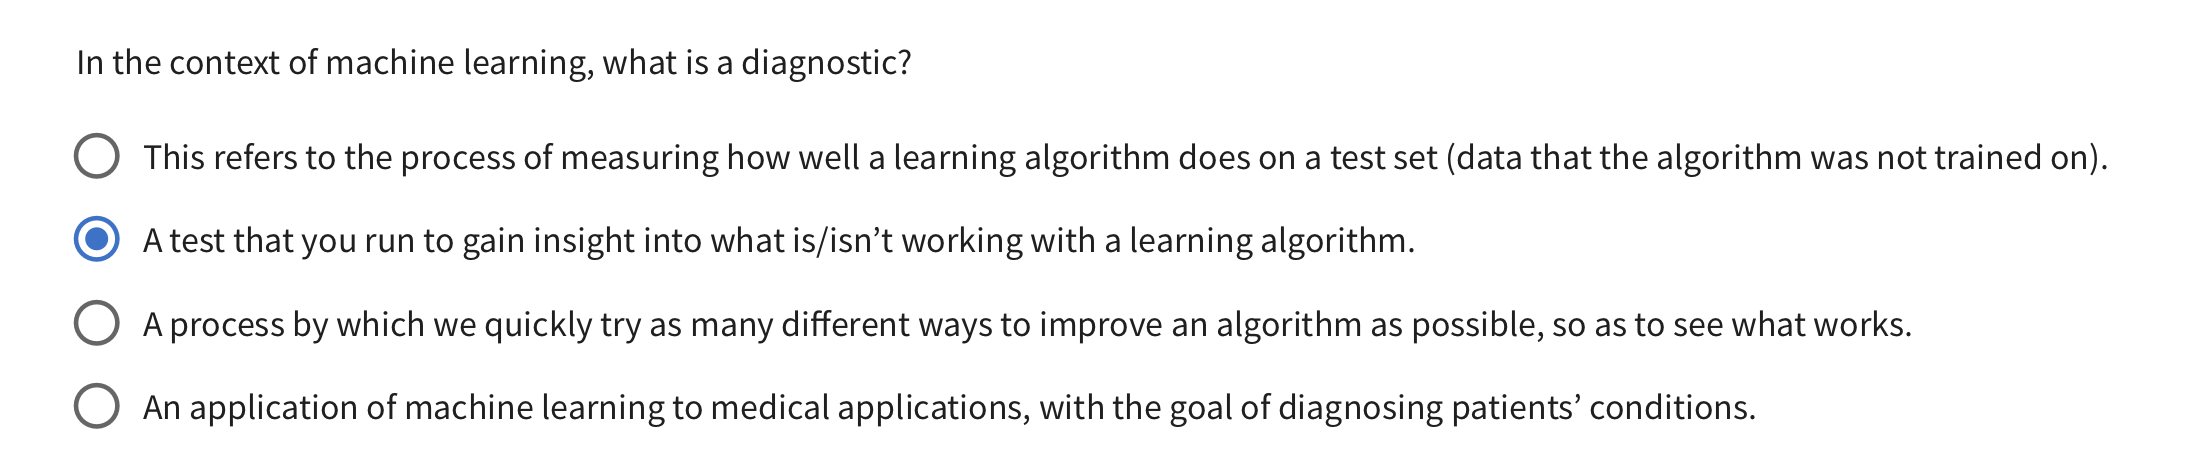 In the context of machine learning, what is a diagnostic?
This refers to the process of measuring how well a learning algorithm does on a test set (data that the algorithm was not trained on).
A test that you run to gain insight into what is/isn’t working with a learning algorithm.
A process by which we quickly try as many different ways to improve an algorithm as possible, so as to see what works.
An application of machine learning to medical applications, with the goal of diagnosing patients’ conditions.